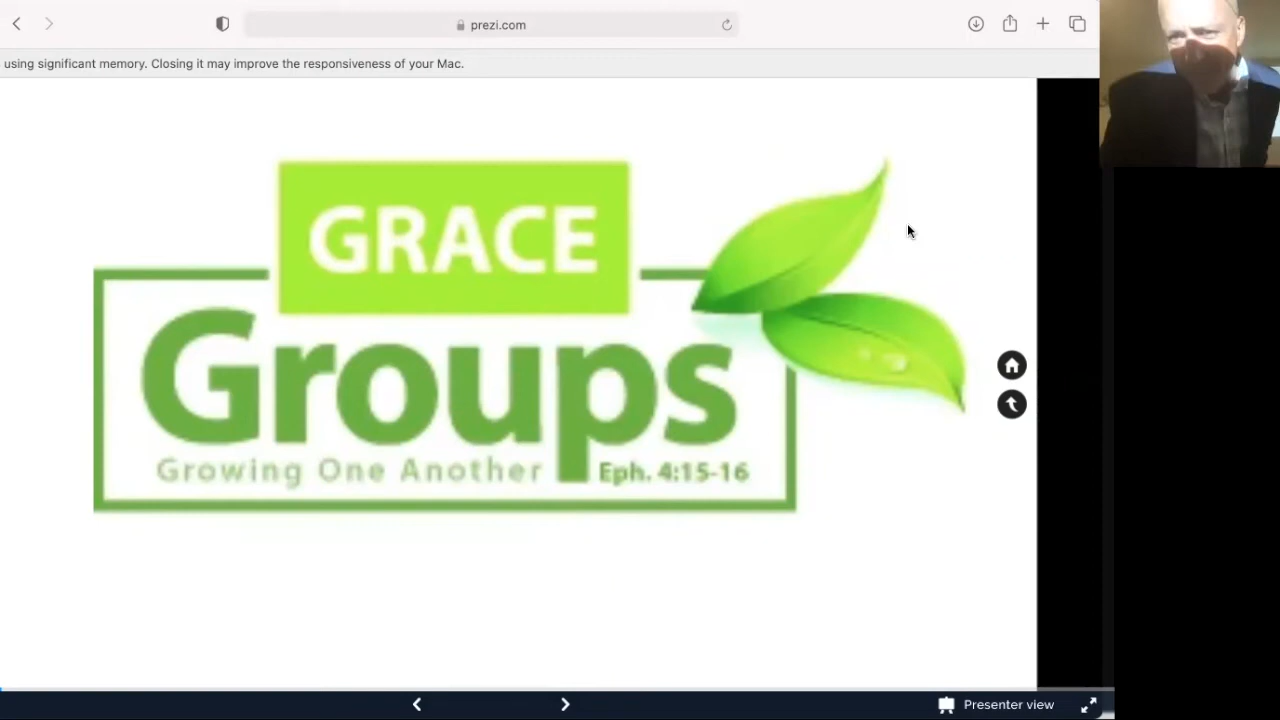 prezi.com
using significant memory. Closing it may improve the responsiveness of your Mac.
GRACE
Groups
Growing One Another Eph. 4:15-16
Presenter view